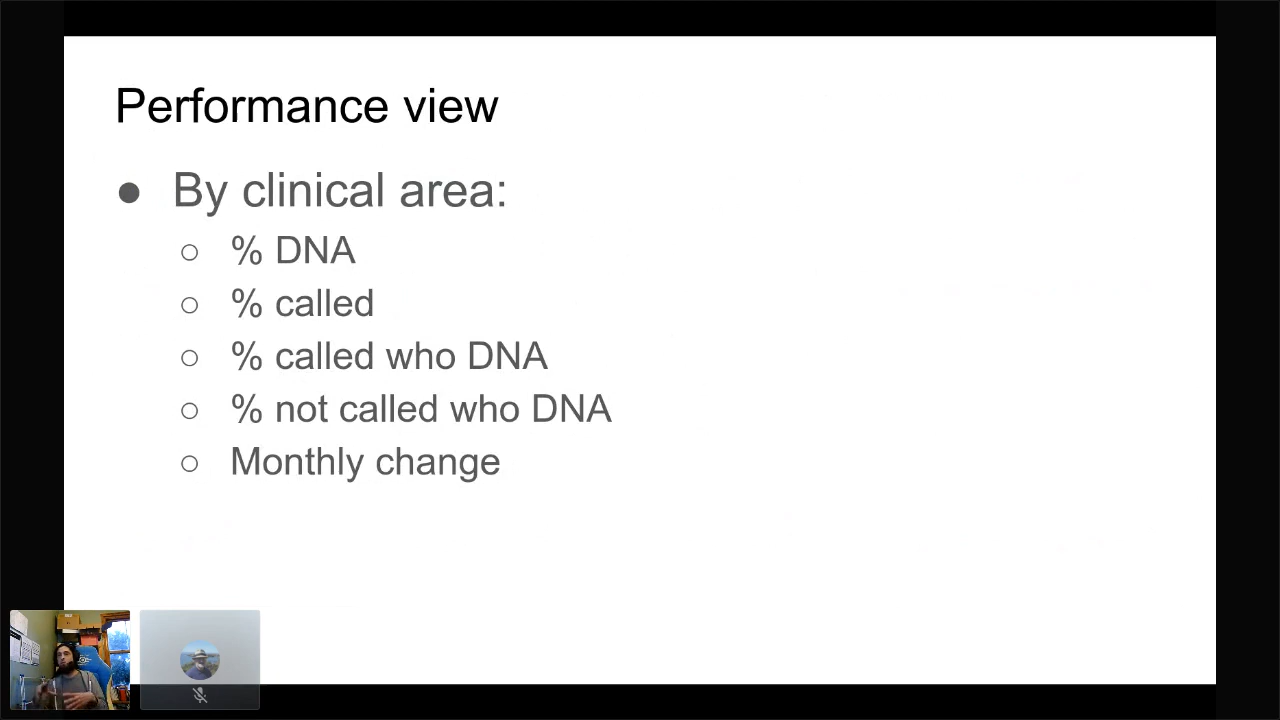 Performance view
● By clinical area:
○ % DNA
○ % called
○ % called who DNA
○ % not called who DNA
○ Monthly change